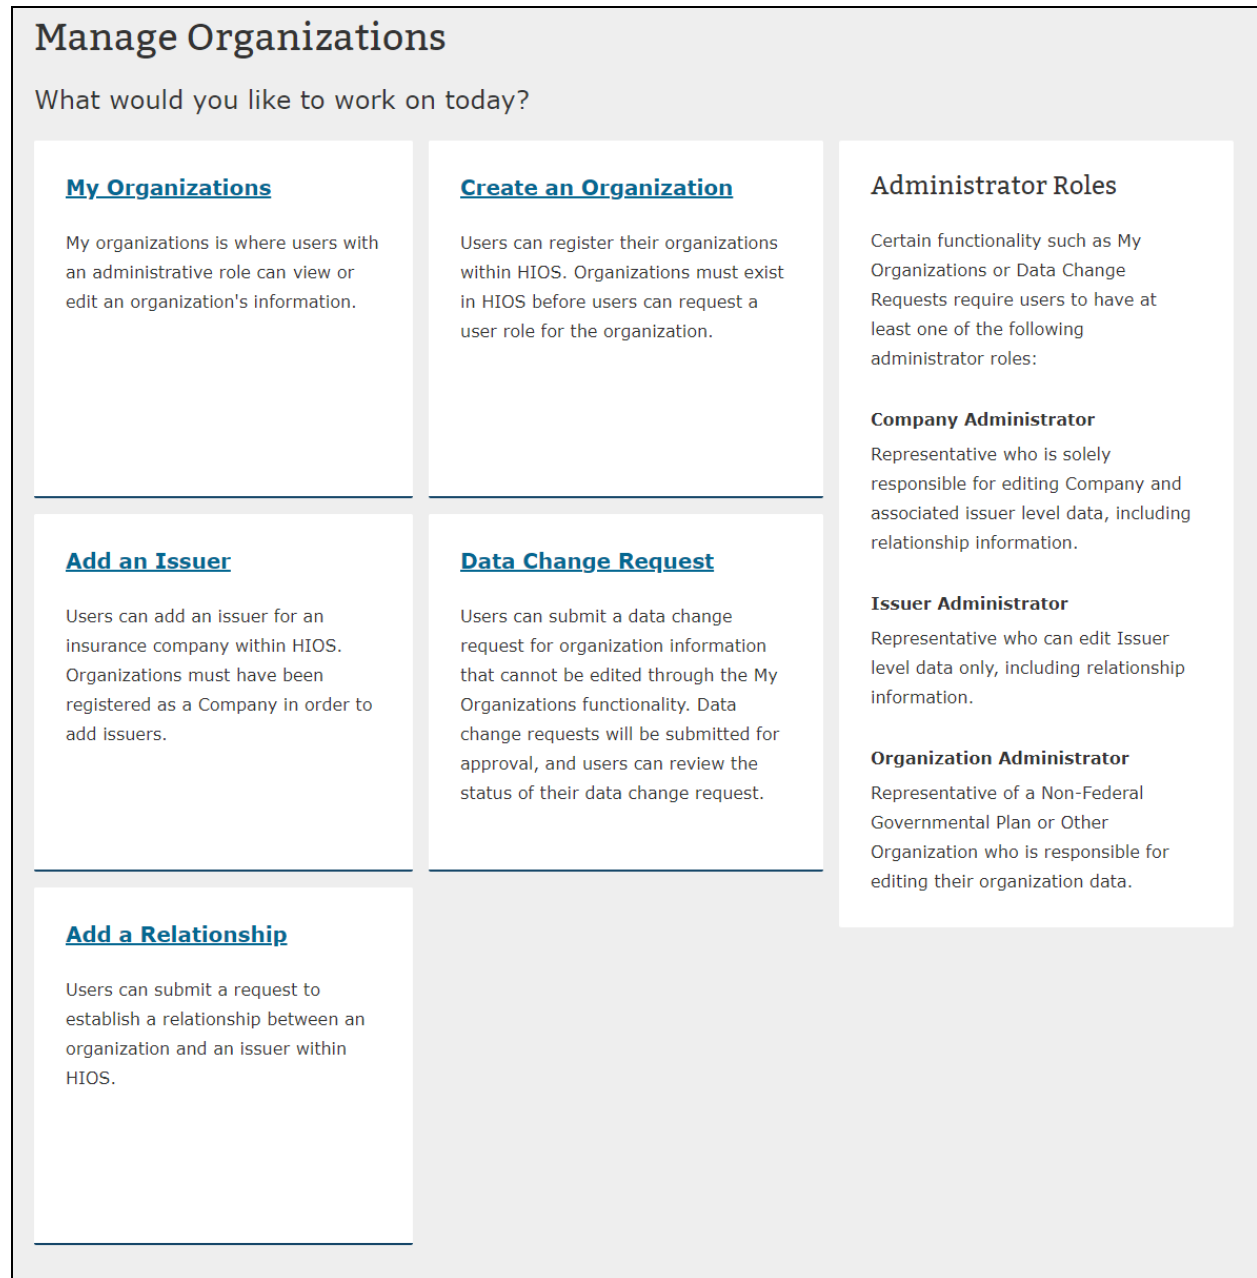 Manage Organizations
What would you like to work on today?
My Organizations
My organizations is where users with
an administrative role can view or
edit an organization's information.
Create an Organization
Users can register their organizations
within HIOS. Organizations must exist
in HIOS before users can request a
user role for the organization.
Add an Issuer
Users can add an issuer for an
insurance company within HIOS.
Organizations must have been
registered as a Company in order to
add issuers.
Data Change Request
Users can submit a data change
request for organization information
that cannot be edited through the My
Organizations functionality. Data
change requests will be submitted for
approval, and users can review the
status of their data change request.
Add a Relationship
Users can submit a request to
establish a relationship between an
organization and an issuer within
HIOS.
Administrator Roles
Certain functionality such as My
Organizations or Data Change
Requests require users to have at
least one of the following
administrator roles:
Company Administrator
Representative who is solely
responsible for editing Company and
associated issuer level data, including
relationship information.
Issuer Administrator
Representative who can edit Issuer
level data only, including relationship
information.
Organization Administrator
Representative of a Non-Federal
Governmental Plan or Other
Organization who is responsible for
editing their organization data.